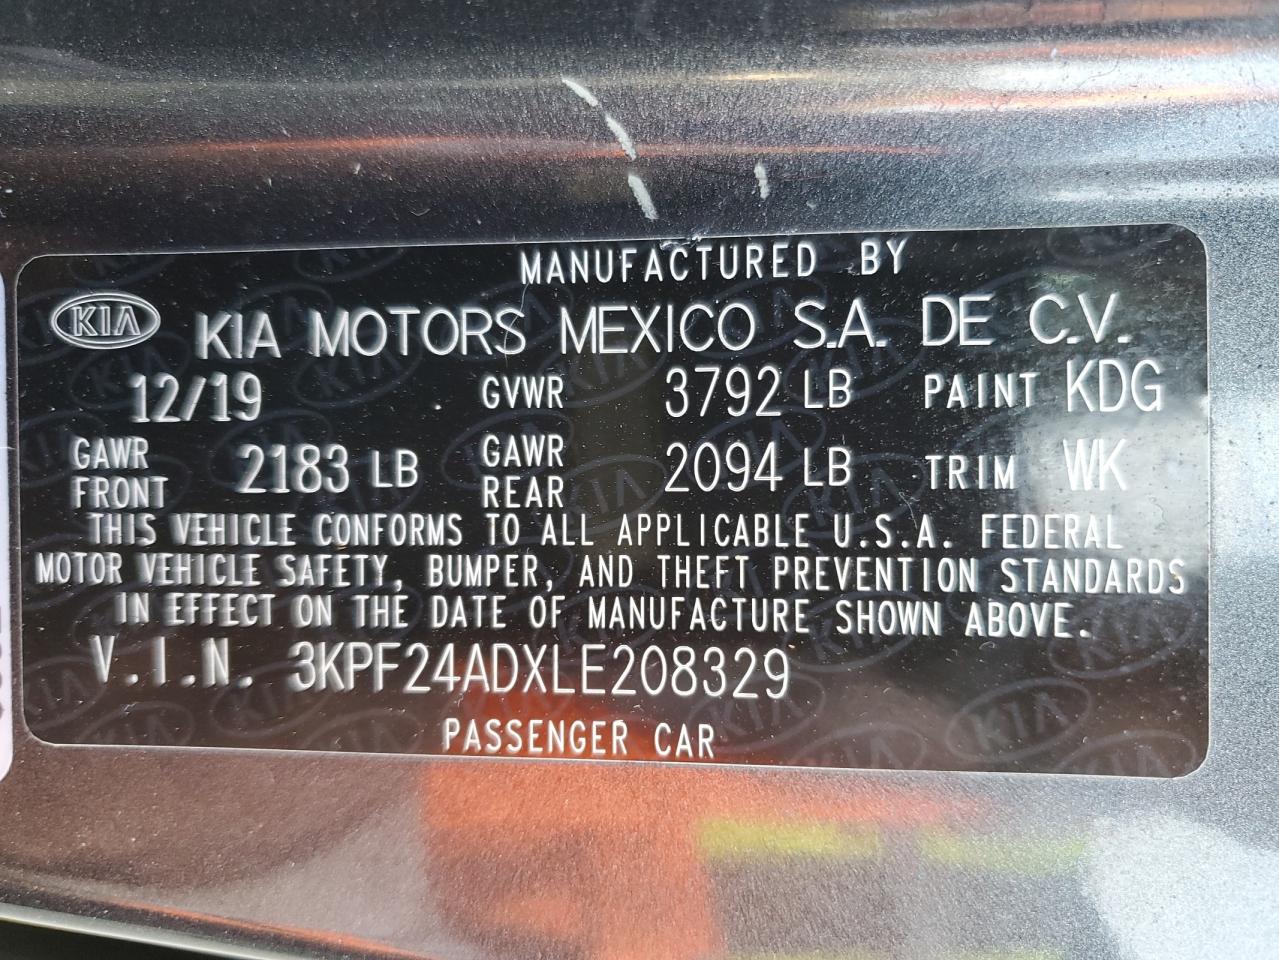 MANUFACTURED BY
KIA KIA MOTORS MEXICO S.A. DE C.V.
12/19 GVWR 3792 LB PAINT KDG
GAWR FRONT 2183 LB GAWR REAR 2094 LB TRIM WK
THIS VEHICLE CONFORMS TO ALL APPLICABLE U.S.A. FEDERAL
MOTOR VEHICLE SAFETY, BUMPER, AND THEFT PREVENTION STANDARDS
IN EFFECT ON THE DATE OF MANUFACTURE SHOWN ABOVE.
V.I.N. 3KPF24ADXLE208329
PASSENGER CAR